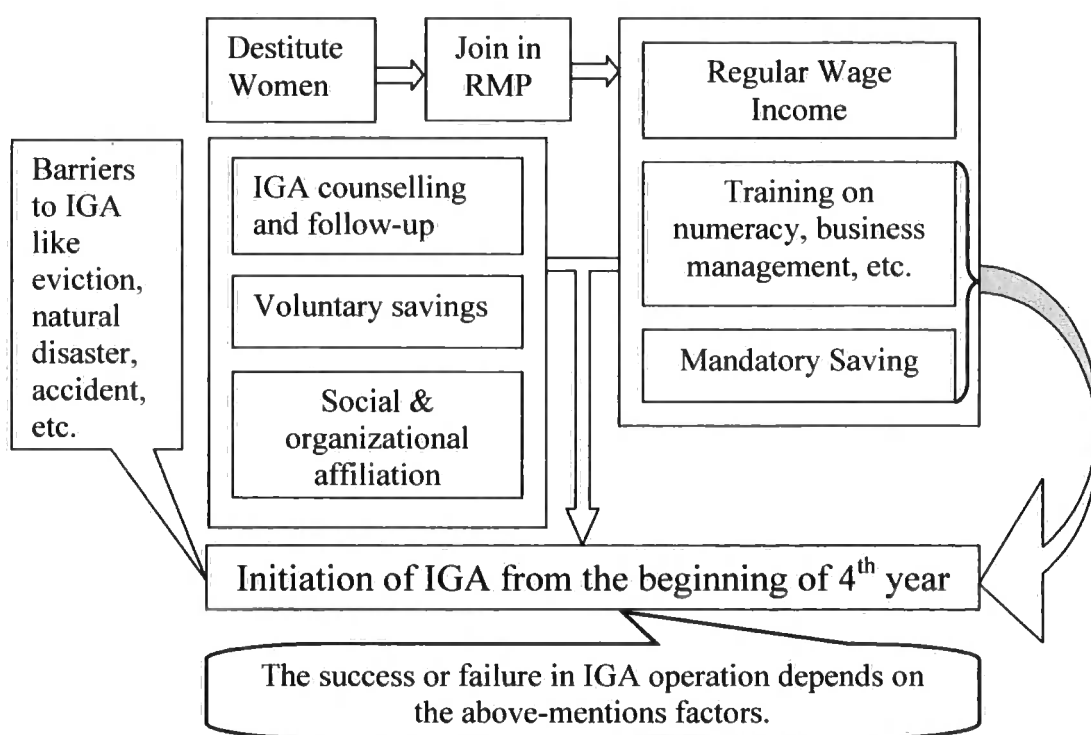 Destitute
Women
Join in
RMP
Regular Wage
Income
Training on
numeracy, business
management, etc.
Mandatory Saving
Barriers
to IGA
like
eviction,
natural
disaster,
accident,
etc.
IGA counselling
and follow-up
Voluntary savings
Social &
organizational
affiliation
Initiation of IGA from the beginning of 4th year
The success or failure in IGA operation depends on
the above-mentions factors.